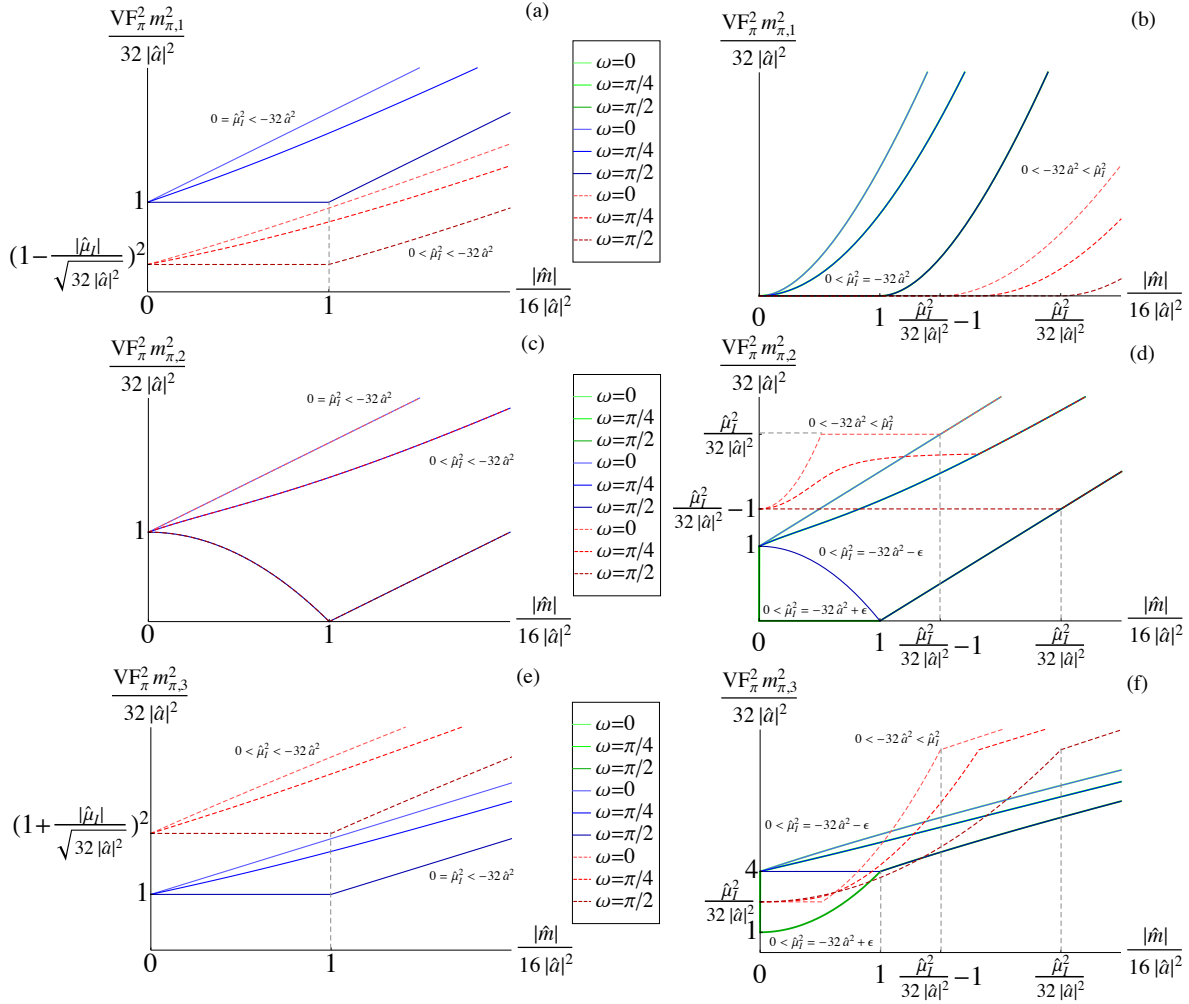 (a)
VF_π^2 m_{π,1}^2 / 32 |â|^2
0 = μ̂_I^2 < -32 â^2
1
(1 - |μ̂_I| / √(32 |â|^2))^2
0 < μ̂_I^2 < -32 â^2
0
1
|m̂| / 16 |â|^2
ω=0
ω=π/4
ω=π/2
ω=0
ω=π/4
ω=π/2
ω=0
ω=π/4
ω=π/2
(b)
VF_π^2 m_{π,1}^2 / 32 |â|^2
0 < -32 â^2 < μ̂_I^2
0 < μ̂_I^2 = -32 â^2
0
1
μ̂_I^2 / 32 |â|^2 - 1
μ̂_I^2 / 32 |â|^2
|m̂| / 16 |â|^2
(c)
VF_π^2 m_{π,2}^2 / 32 |â|^2
0 = μ̂_I^2 < -32 â^2
0 < μ̂_I^2 < -32 â^2
1
0
1
|m̂| / 16 |â|^2
ω=0
ω=π/4
ω=π/2
ω=0
ω=π/4
ω=π/2
ω=0
ω=π/4
ω=π/2
(d)
VF_π^2 m_{π,2}^2 / 32 |â|^2
0 < -32 â^2 < μ̂_I^2
μ̂_I^2 / 32 |â|^2
μ̂_I^2 / 32 |â|^2 - 1
1
0 < μ̂_I^2 = -32 â^2 - ϵ
0 < μ̂_I^2 = -32 â^2 + ϵ
0
1
μ̂_I^2 / 32 |â|^2 - 1
μ̂_I^2 / 32 |â|^2
|m̂| / 16 |â|^2
(e)
VF_π^2 m_{π,3}^2 / 32 |â|^2
0 < μ̂_I^2 < -32 â^2
(1 + |μ̂_I| / √(32 |â|^2))^2
1
0 = μ̂_I^2 < -32 â^2
0
1
|m̂| / 16 |â|^2
ω=0
ω=π/4
ω=π/2
ω=0
ω=π/4
ω=π/2
ω=0
ω=π/4
ω=π/2
(f)
VF_π^2 m_{π,3}^2 / 32 |â|^2
0 < -32 â^2 < μ̂_I^2
0 < μ̂_I^2 = -32 â^2 - ϵ
4
μ̂_I^2 / 32 |â|^2
1
0 < μ̂_I^2 = -32 â^2 + ϵ
0
1
μ̂_I^2 / 32 |â|^2 - 1
μ̂_I^2 / 32 |â|^2
|m̂| / 16 |â|^2